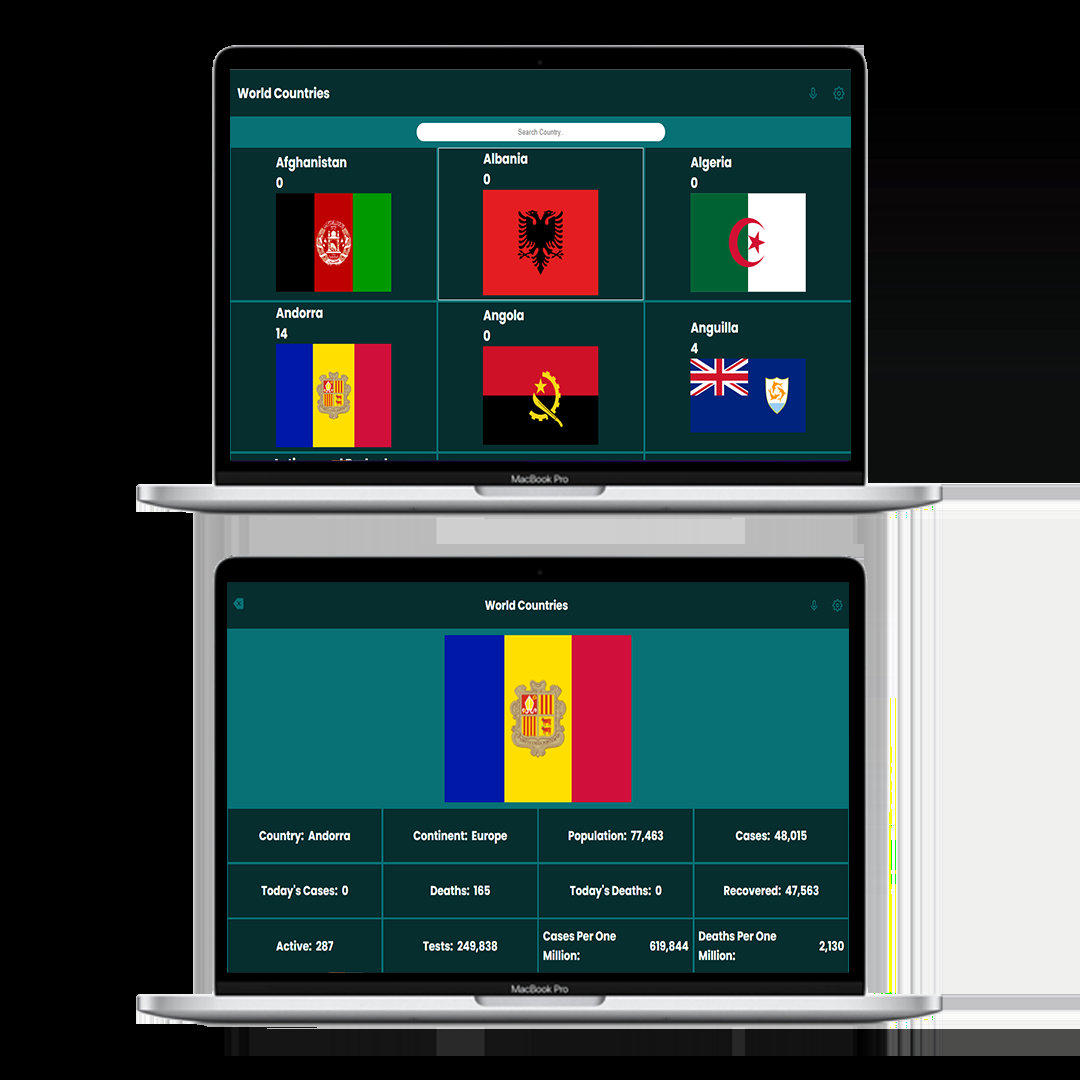 World Countries
Search Country..
Afghanistan
0
Albania
0
Algeria
0
Andorra
14
Angola
0
Anguilla
4
MacBook Pro
World Countries
Country: Andorra
Continent: Europe
Population: 77,463
Cases: 48,015
Today's Cases: 0
Deaths: 165
Today's Deaths: 0
Recovered: 47,563
Active: 287
Tests: 249,838
Cases Per One
Million:
619,844
Deaths Per One
Million:
2,130
MacBook Pro